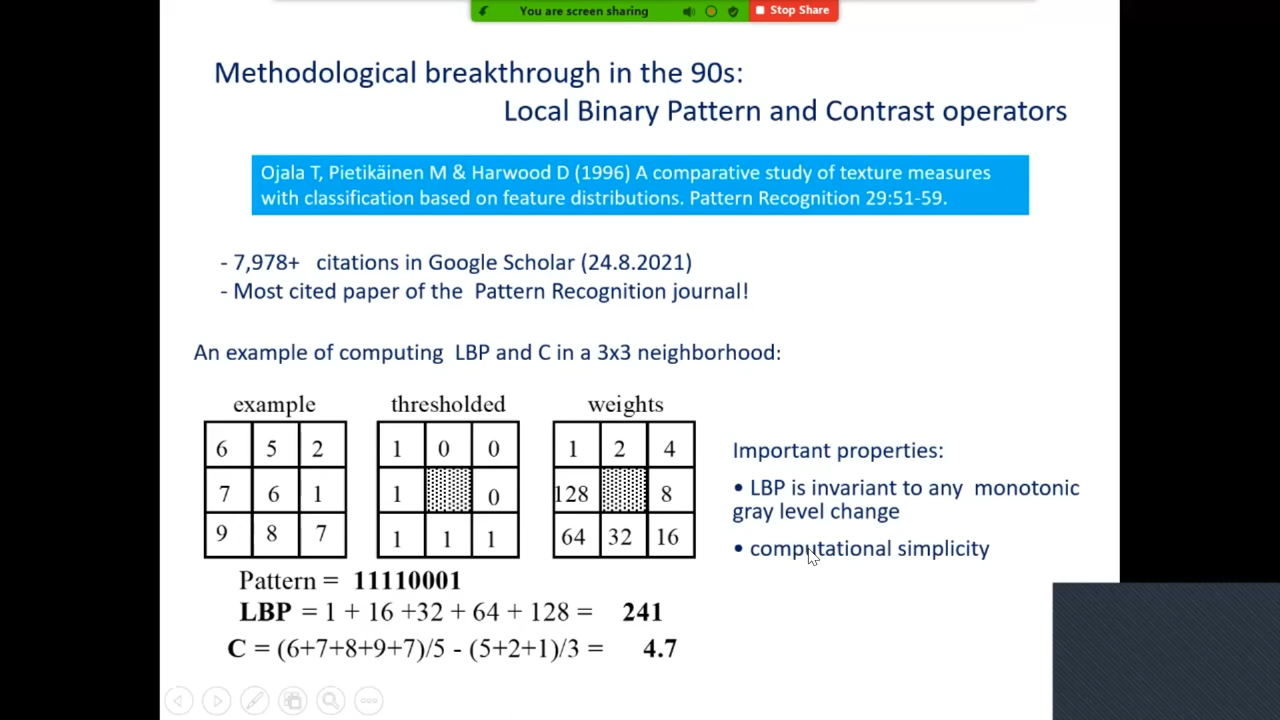 You are screen sharing
Stop Share
Methodological breakthrough in the 90s:
Local Binary Pattern and Contrast operators
Ojala T, Pietikäinen M & Harwood D (1996) A comparative study of texture measures
with classification based on feature distributions. Pattern Recognition 29:51-59.
- 7,978+ citations in Google Scholar (24.8.2021)
- Most cited paper of the Pattern Recognition journal!
An example of computing LBP and C in a 3x3 neighborhood:
example thresholded weights
6 5 2 1 0 0 1 2 4
7 6 1 1 0 128 8
9 8 7 1 1 1 64 32 16
Important properties:
• LBP is invariant to any monotonic
gray level change
• computational simplicity
Pattern = 11110001
LBP = 1 + 16 +32 + 64 + 128 = 241
C = (6+7+8+9+7)/5 - (5+2+1)/3 = 4.7